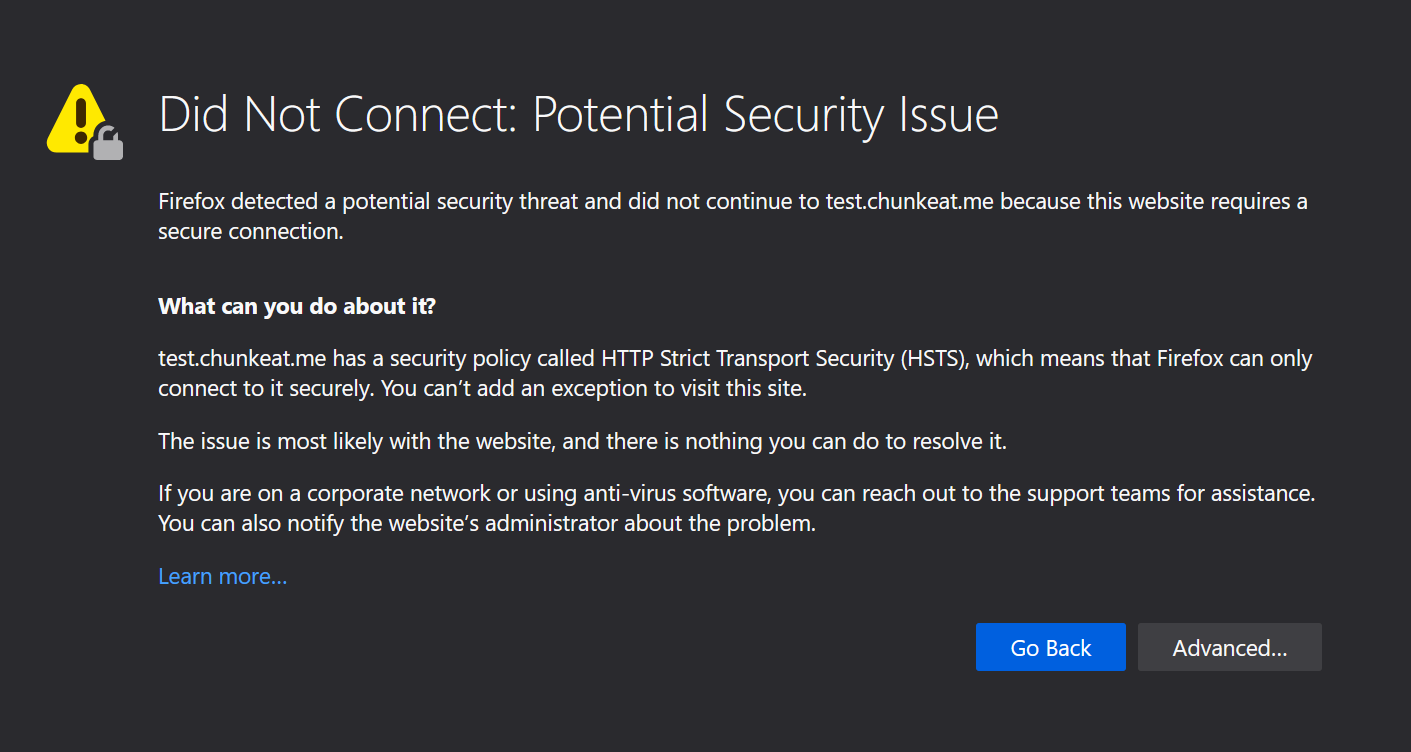 Did Not Connect: Potential Security Issue
Firefox detected a potential security threat and did not continue to test.chunkeat.me because this website requires a
secure connection.
What can you do about it?
test.chunkeat.me has a security policy called HTTP Strict Transport Security (HSTS), which means that Firefox can only
connect to it securely. You can’t add an exception to visit this site.
The issue is most likely with the website, and there is nothing you can do to resolve it.
If you are on a corporate network or using anti-virus software, you can reach out to the support teams for assistance.
You can also notify the website’s administrator about the problem.
Learn more…
Go Back
Advanced…